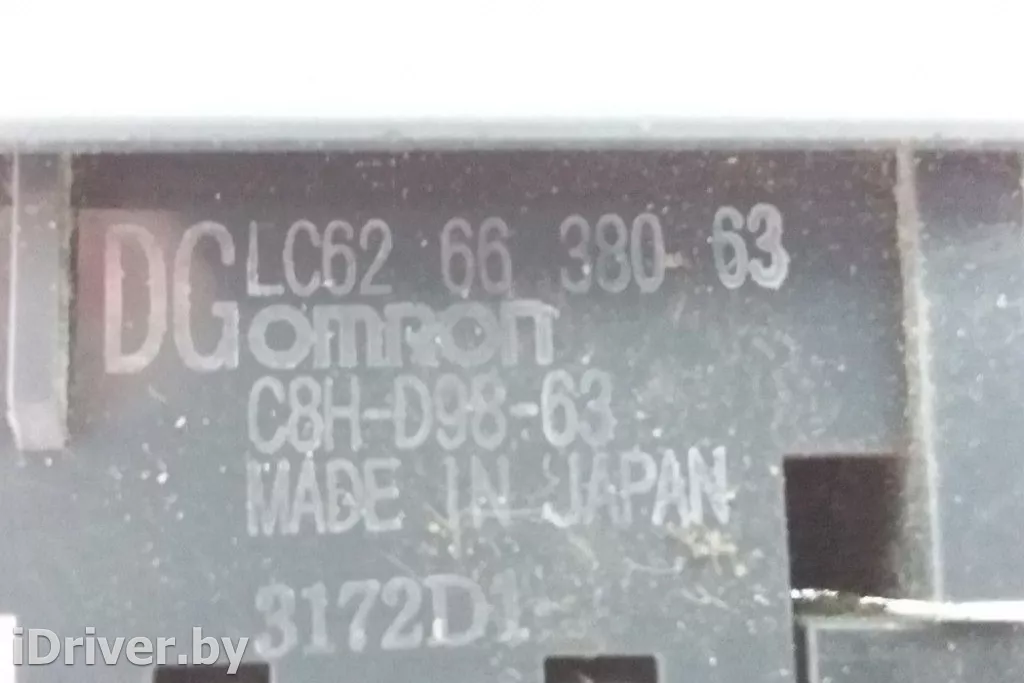 DG LC62 66 380 63
omron
C8H-D98-63
MADE IN JAPAN
3172D1
iDriver.by